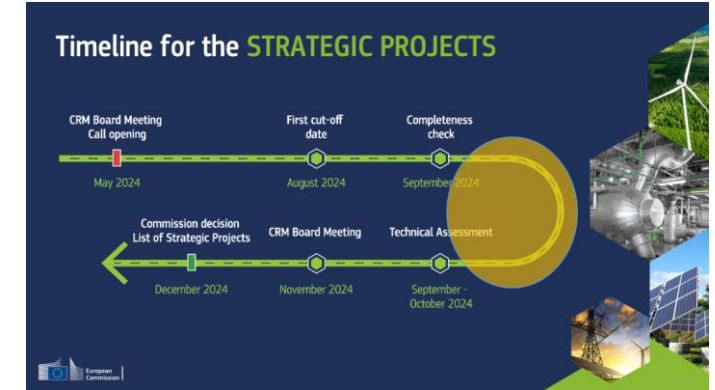 Timeline for the STRATEGIC PROJECTS
CRM Board Meeting
Call opening
May 2024
First cut-off
date
August 2024
Completeness
check
September 2024
Technical Assessment
September -
October 2024
CRM Board Meeting
November 2024
Commission decision
List of Strategic Projects
December 2024
European
Commission